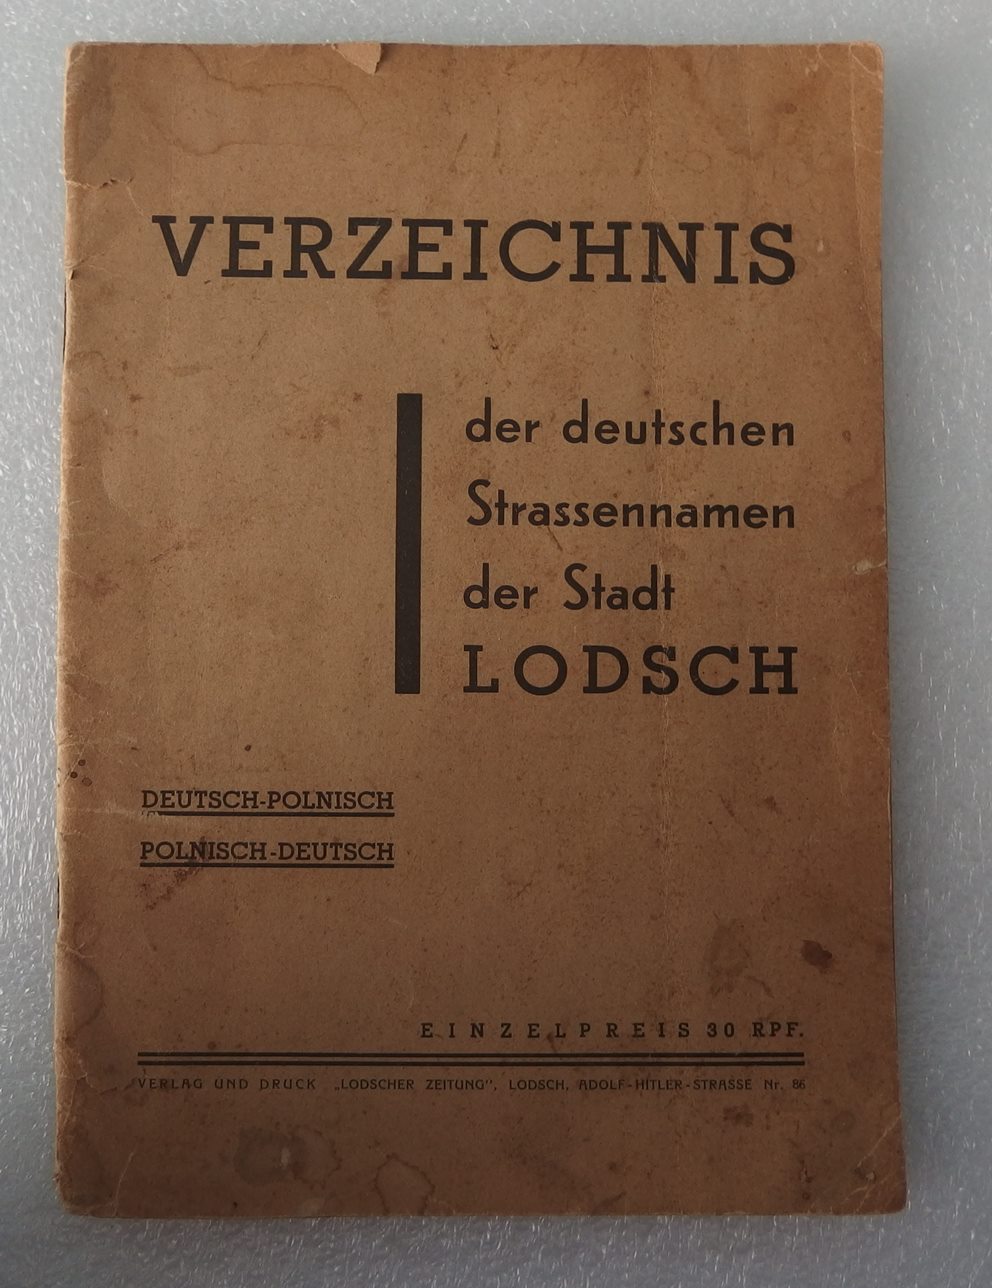 VERZEICHNIS
der deutschen
Strassennamen
der Stadt
LODSCH
DEUTSCH-POLNISCH
POLNISCH-DEUTSCH
EINZELPREIS 30 RPF.
VERLAG UND DRUCK „LODSCHER ZEITUNG”, LODSCH, ADOLF-HITLER-STRASSE Nr. 86